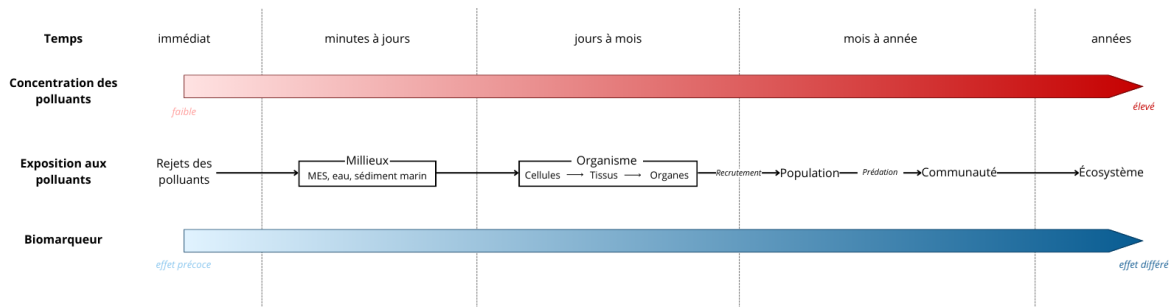 Temps
immédiat
minutes à jours
jours à mois
mois à année
années
Concentration des
polluants
faible
élevé
Exposition aux
polluants
Rejets des
polluants
Millieux
MES, eau, sédiment marin
Organisme
Cellules
Tissus
Organes
Recrutement
Population
Prédation
Communauté
Écosystème
Biomarqueur
effet précoce
effet différé